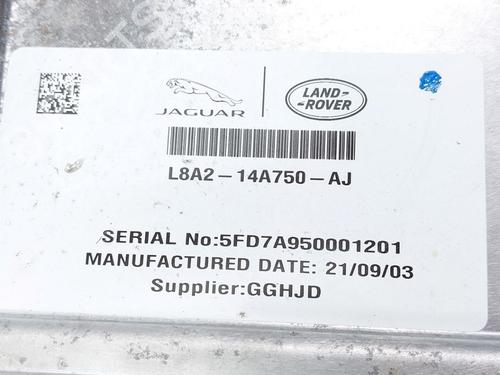 JAGUAR
LAND-
ROVER
L8A2-14A750-AJ
SERIAL No:5FD7A950001201
MANUFACTURED DATE: 21/09/03
Supplier:GGHJD